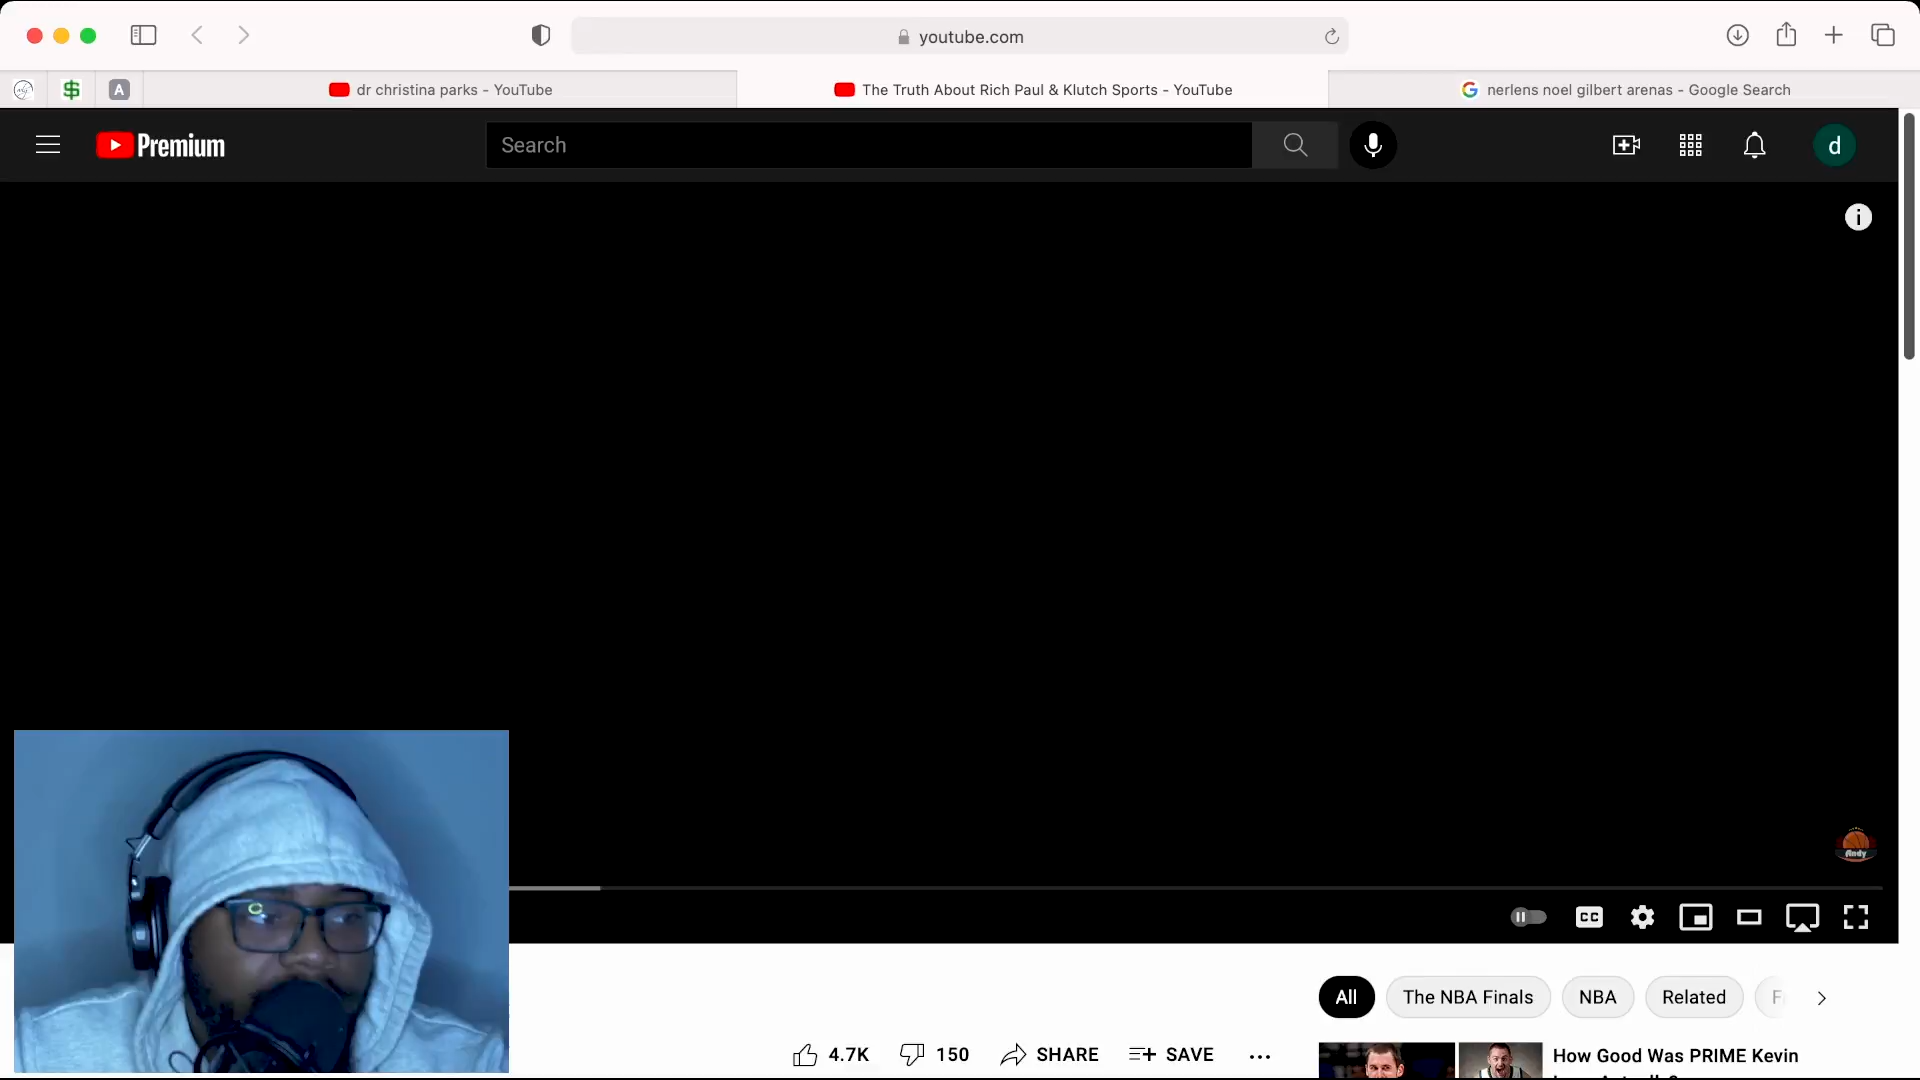 youtube.com
A
dr christina parks - YouTube
The Truth About Rich Paul & Klutch Sports - YouTube
nerlens noel gilbert arenas - Google Search
Premium
Search
d
Andy
CC
All
The NBA Finals
NBA
Related
4.7K
150
SHARE
SAVE
How Good Was PRIME Kevin